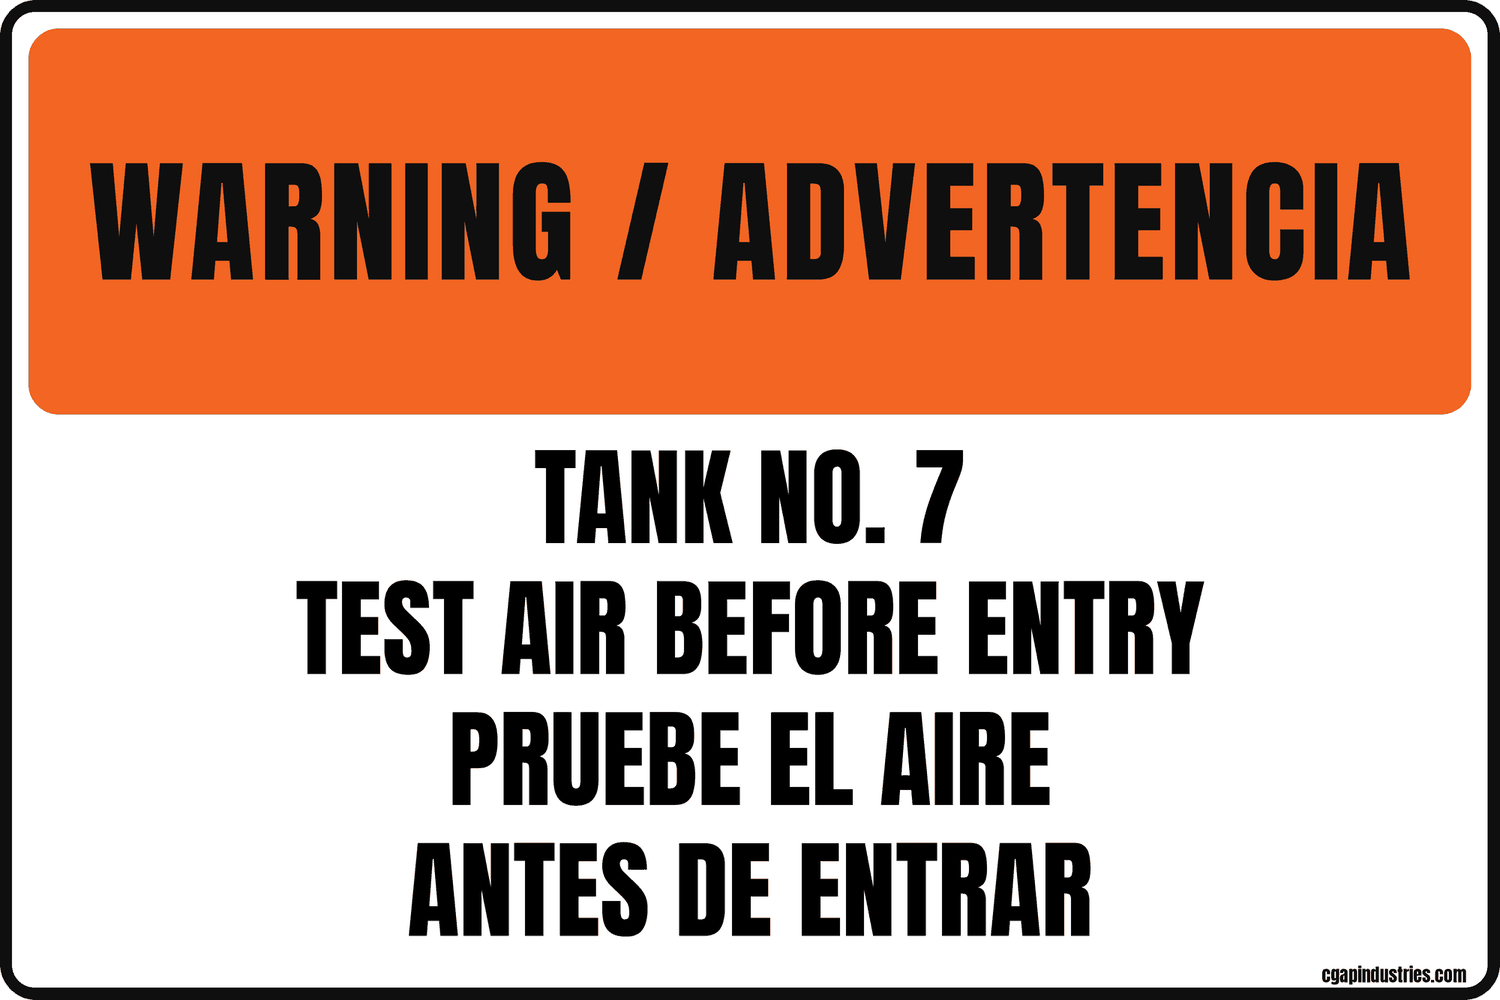 WARNING / ADVERTENCIA
TANK NO. 7
TEST AIR BEFORE ENTRY
PRUEBE EL AIRE
ANTES DE ENTRAR
cgapindustries.com